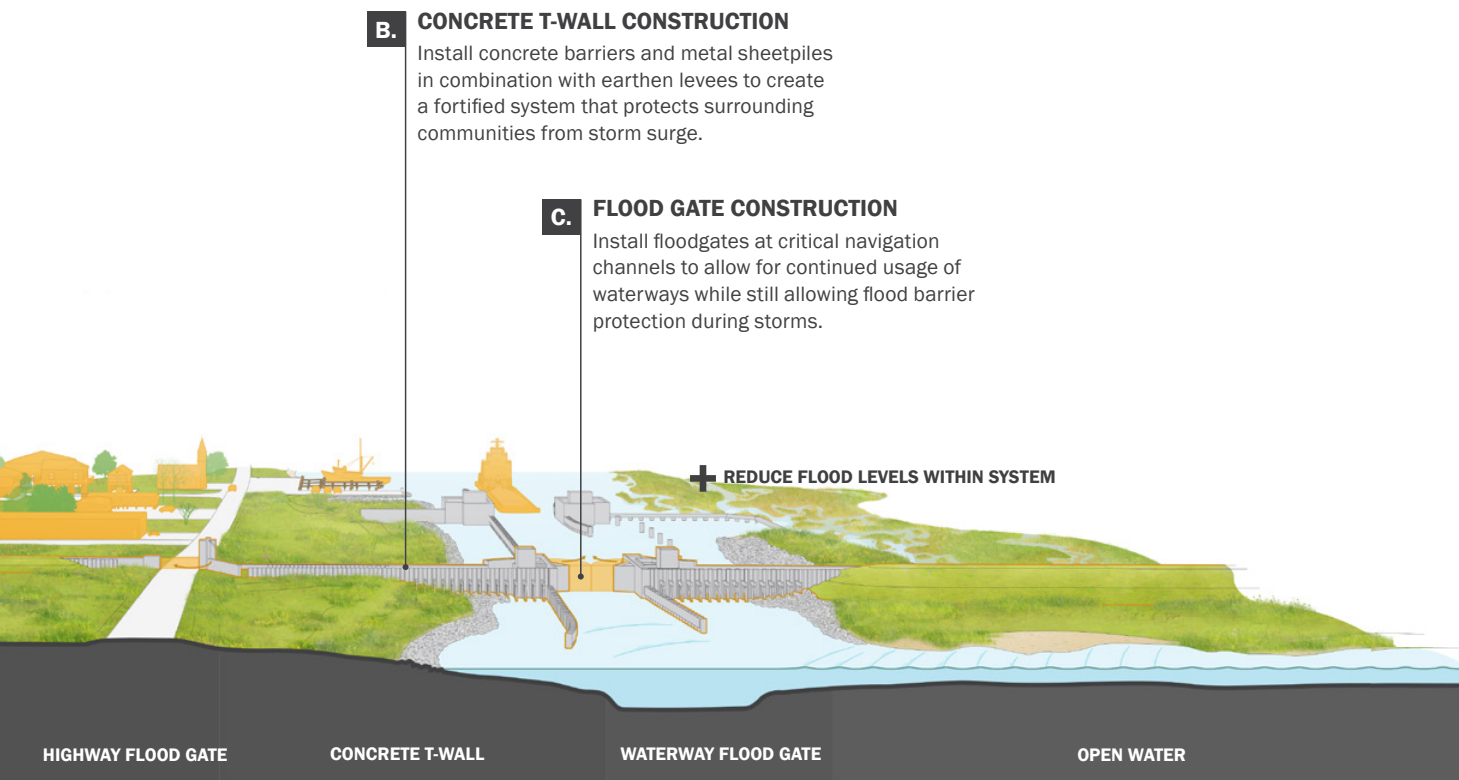 B.
CONCRETE T-WALL CONSTRUCTION
Install concrete barriers and metal sheetpiles
in combination with earthen levees to create
a fortified system that protects surrounding
communities from storm surge.
C.
FLOOD GATE CONSTRUCTION
Install floodgates at critical navigation
channels to allow for continued usage of
waterways while still allowing flood barrier
protection during storms.
REDUCE FLOOD LEVELS WITHIN SYSTEM
HIGHWAY FLOOD GATE
CONCRETE T-WALL
WATERWAY FLOOD GATE
OPEN WATER